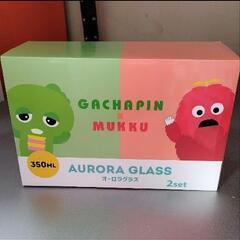 GACHAPIN
×
MUKKU
350ML
AURORA GLASS
オーロラグラス
2set